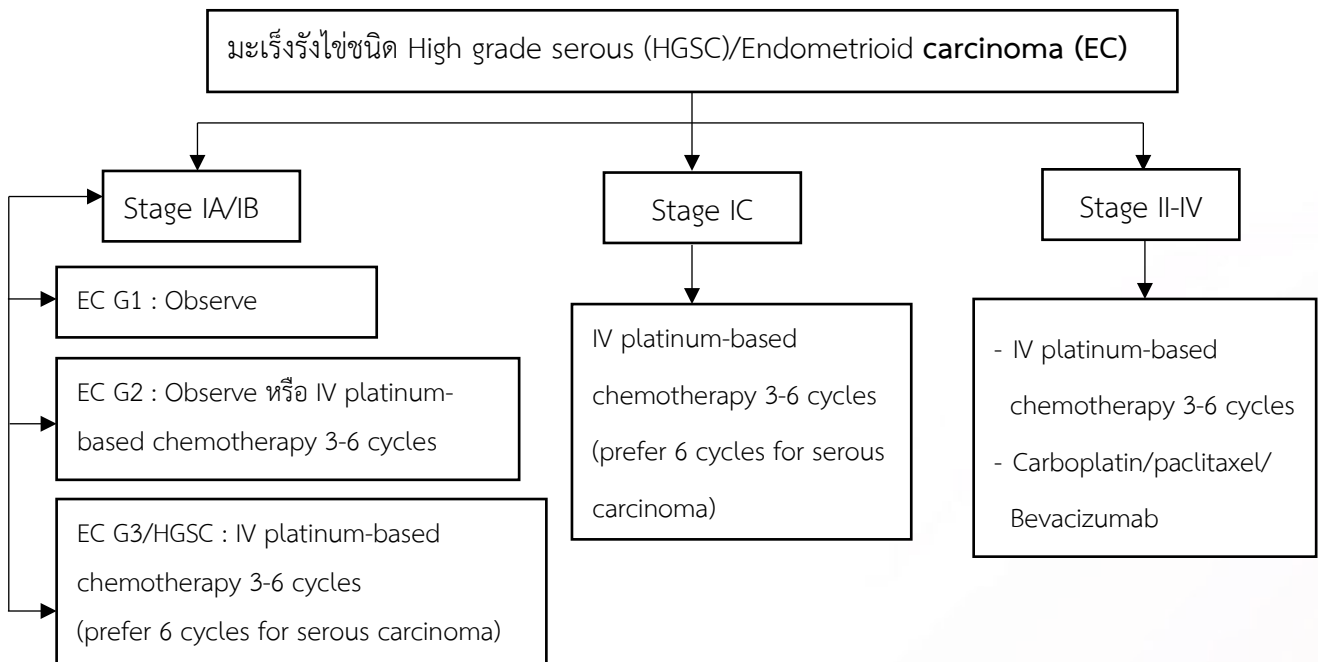 มะเร็งรังไข่ชนิด High grade serous (HGSC)/Endometrioid carcinoma (EC)
Stage IA/IB
EC G1 : Observe
EC G2 : Observe หรือ IV platinum-
based chemotherapy 3-6 cycles
EC G3/HGSC : IV platinum-based
chemotherapy 3-6 cycles
(prefer 6 cycles for serous carcinoma)
Stage IC
IV platinum-based
chemotherapy 3-6 cycles
(prefer 6 cycles for serous
carcinoma)
Stage II-IV
- IV platinum-based
chemotherapy 3-6 cycles
- Carboplatin/paclitaxel/
Bevacizumab